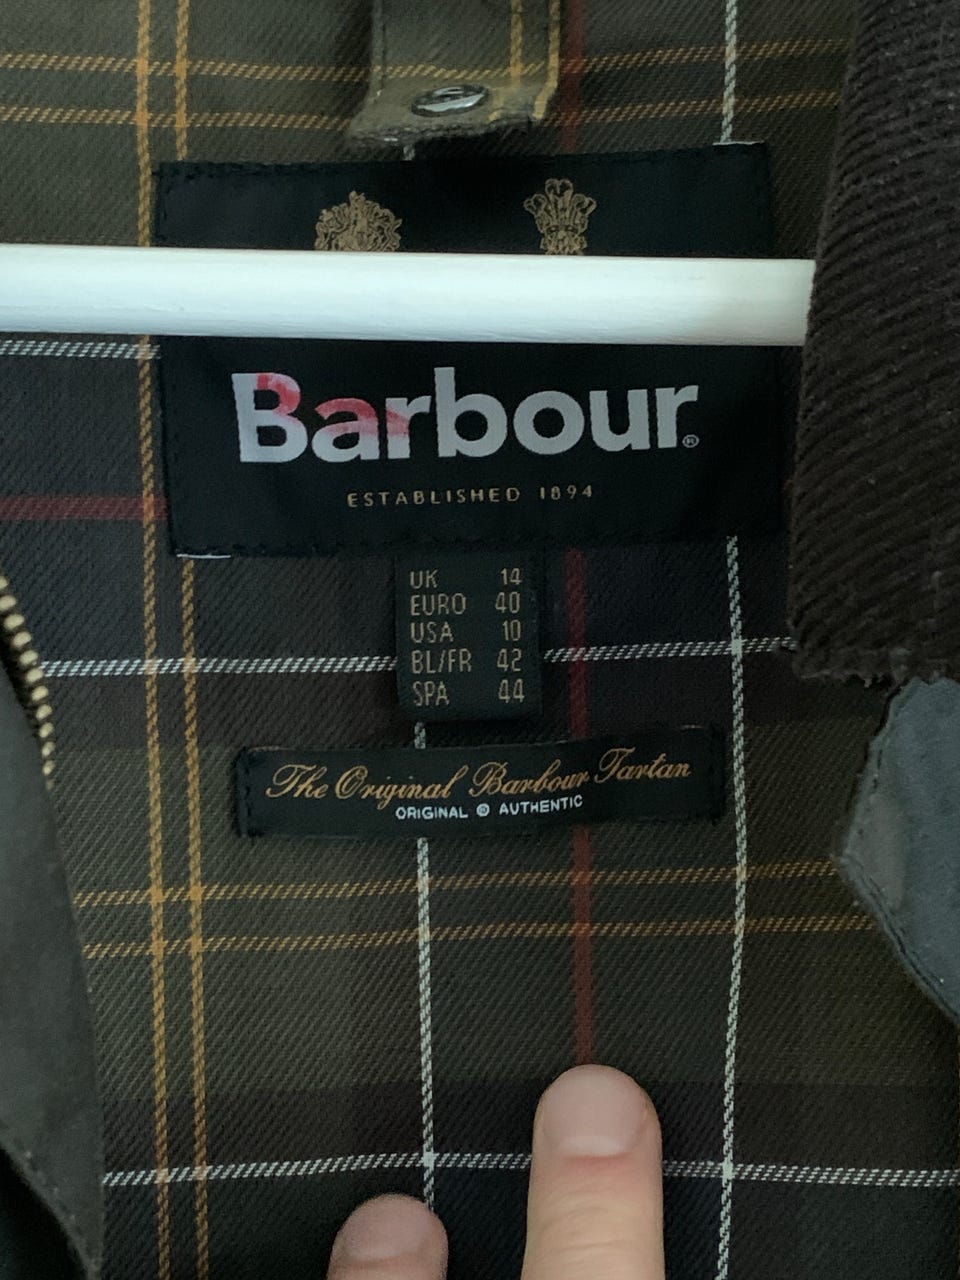 Barbour®
ESTABLISHED 1894
UK 14
EURO 40
USA 10
BL/FR 42
SPA 44
The Original Barbour Tartan
ORIGINAL ® AUTHENTIC